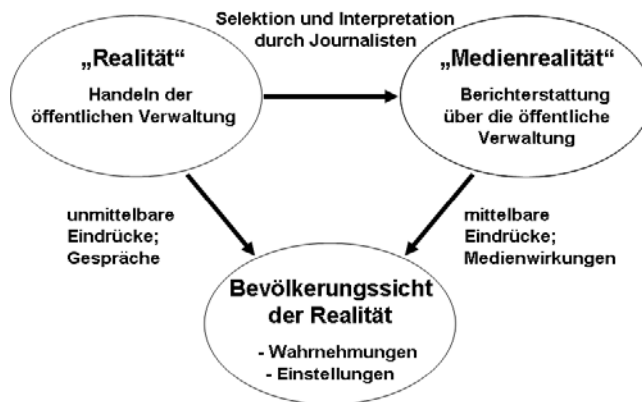 Selektion und Interpretation
durch Journalisten
„Realität“
Handeln der
öffentlichen Verwaltung
„Medienrealität“
Berichterstattung
über die öffentliche
Verwaltung
unmittelbare
Eindrücke;
Gespräche
mittelbare
Eindrücke;
Medienwirkungen
Bevölkerungssicht
der Realität
- Wahrnehmungen
- Einstellungen